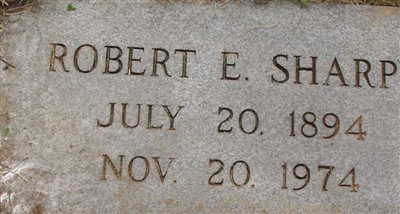 ROBERT E. SHARP
JULY 20. 1894
NOV. 20. 1974